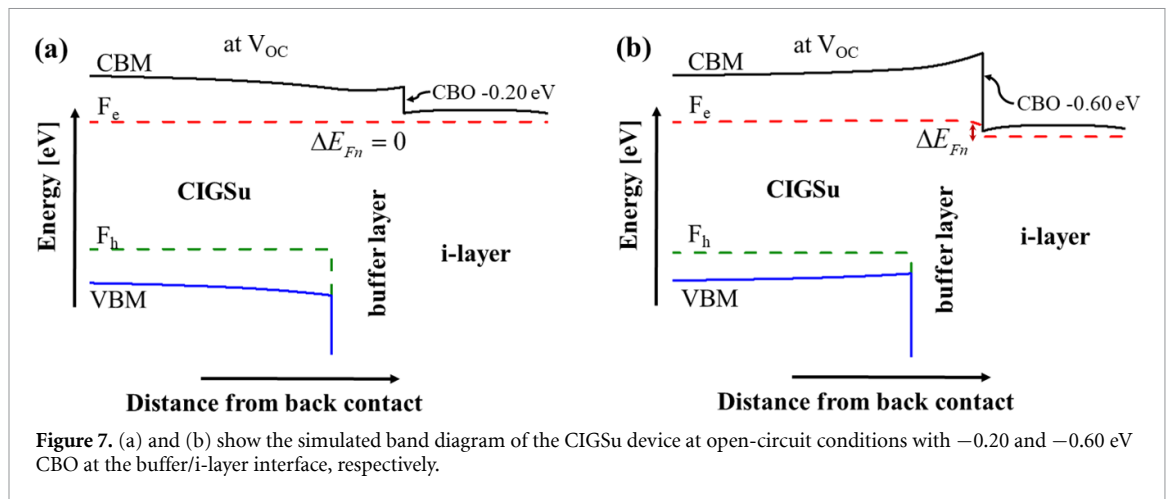 (a)
at V_OC
CBM
CBO -0.20 eV
F_e
ΔE_Fn = 0
CIGSu
buffer layer
i-layer
F_h
VBM
Energy [eV]
Distance from back contact
(b)
at V_OC
CBM
CBO -0.60 eV
F_e
ΔE_Fn
CIGSu
buffer layer
i-layer
F_h
VBM
Energy [eV]
Distance from back contact
Figure 7. (a) and (b) show the simulated band diagram of the CIGSu device at open-circuit conditions with −0.20 and −0.60 eV
CBO at the buffer/i-layer interface, respectively.